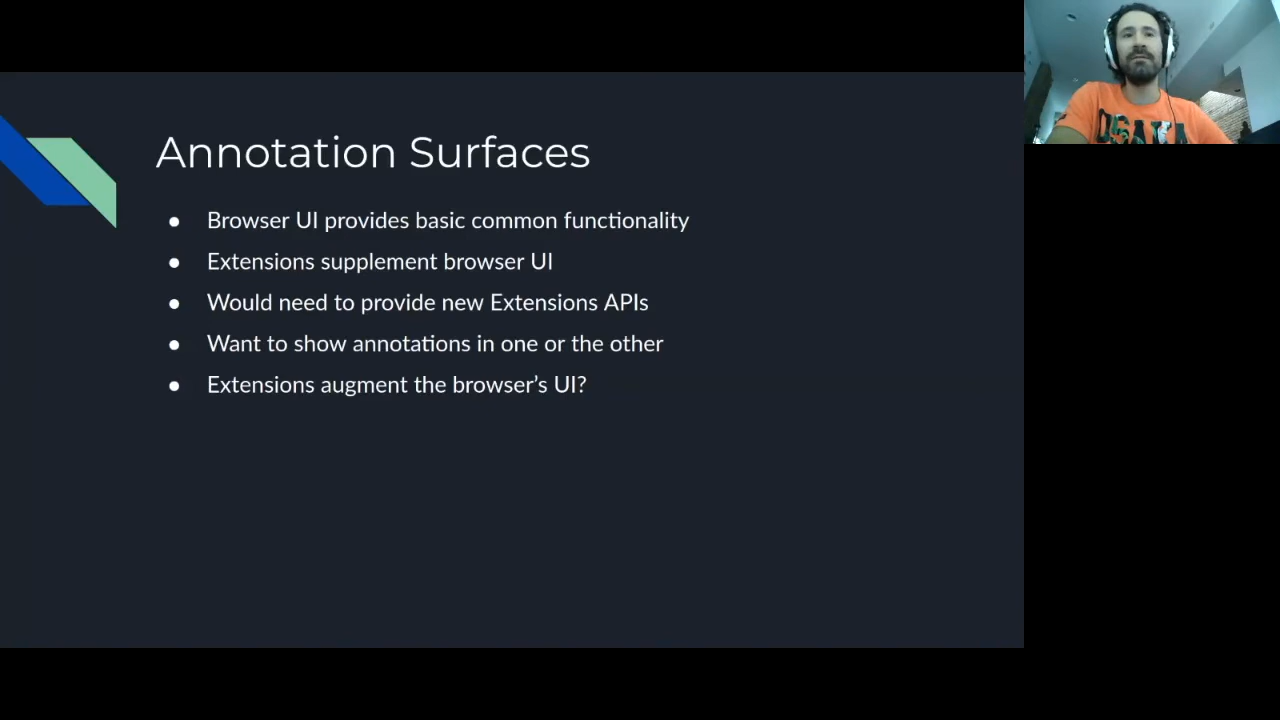 Annotation Surfaces
● Browser UI provides basic common functionality
● Extensions supplement browser UI
● Would need to provide new Extensions APIs
● Want to show annotations in one or the other
● Extensions augment the browser’s UI?
OSAKA